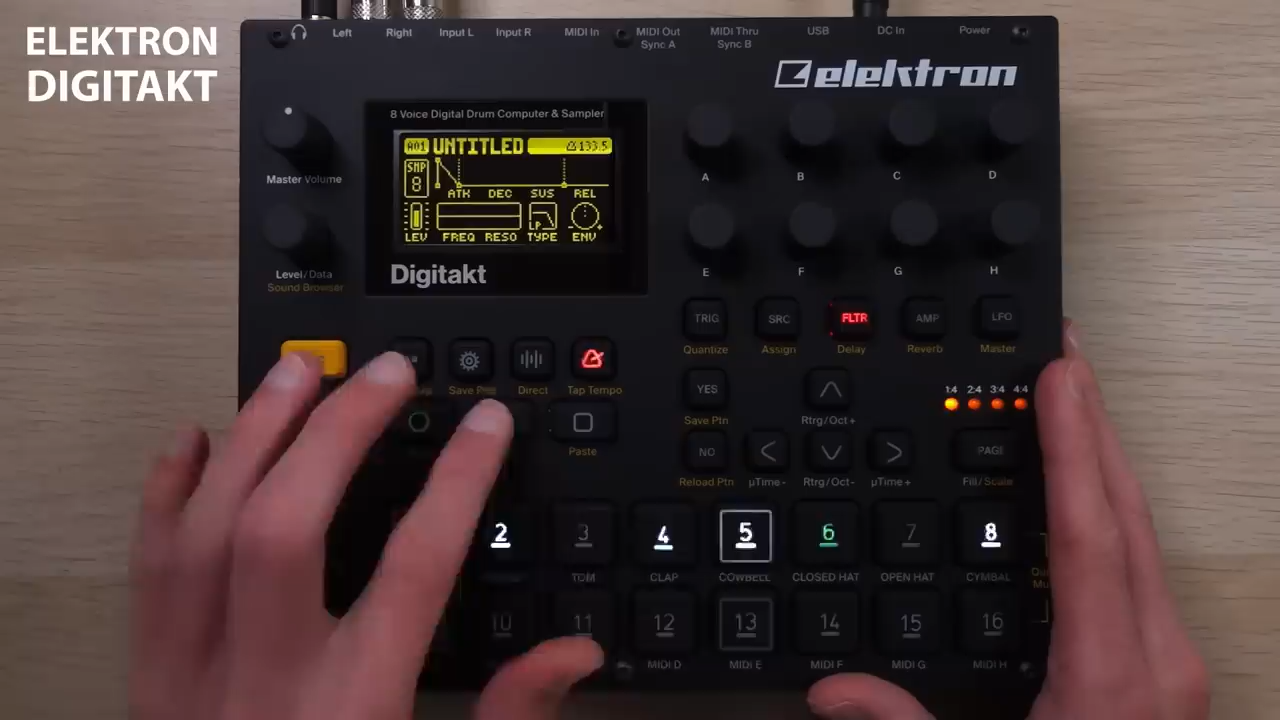 ELEKTRON
DIGITAKT
Left Right Input L Input R MIDI In MIDI Out MIDI Thru USB DC In Power
Sync A Sync B
elektron
8 Voice Digital Drum Computer & Sampler
A01 UNTITLED 133.5
SMP
8
ATK DEC SUS REL
LP
LEV FREQ RESO TYPE ENV
Digitakt
Master Volume
Level/Data
Sound Browser
A B C D
E F G H
TRIG SRC FLTR AMP LFO
Quantize Assign Delay Reverb Master
Direct Tap Tempo
YES
Save Ptn
Rtrg/Oct+
1:4 2:4 3:4 4:4
Paste
NO
PAGE
Reload Ptn µTime- Rtrg/Oct- µTime+ Fill/Scale
2 3 4 5 6 7 8
TOM CLAP COWBELL CLOSED HAT OPEN HAT CYMBAL
10 11 12 13 14 15 16
MIDI D MIDI E MIDI F MIDI G MIDI H